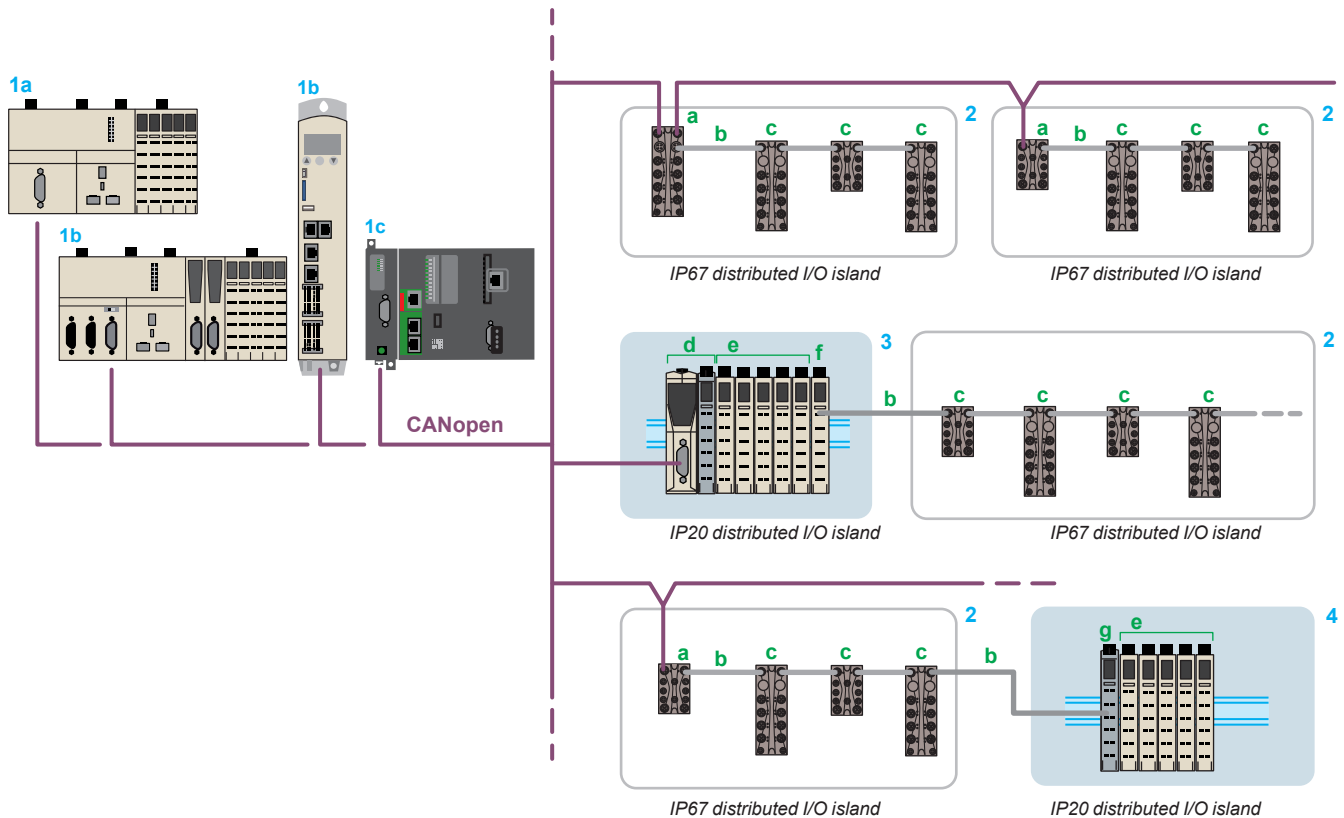 1a
1b
1b
1c
CANopen
a
b
c
c
c
2
IP67 distributed I/O island
a
b
c
c
c
2
IP67 distributed I/O island
d
e
f
3
IP20 distributed I/O island
b
c
c
c
c
2
IP67 distributed I/O island
a
b
c
c
c
2
IP67 distributed I/O island
b
g
e
4
IP20 distributed I/O island